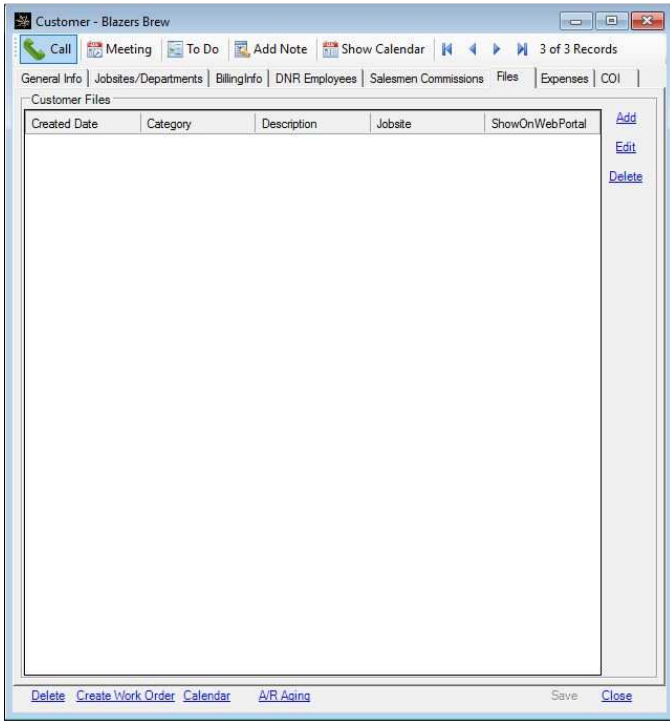 Customer - Blazers Brew
Call Meeting To Do Add Note Show Calendar 3 of 3 Records
General Info Jobsites/Departments BillingInfo DNR Employees Salesmen Commissions Files Expenses COI
Customer Files
Created Date Category Description Jobsite ShowOnWebPortal
Add
Edit
Delete
Delete Create Work Order Calendar A/R Aging Save Close